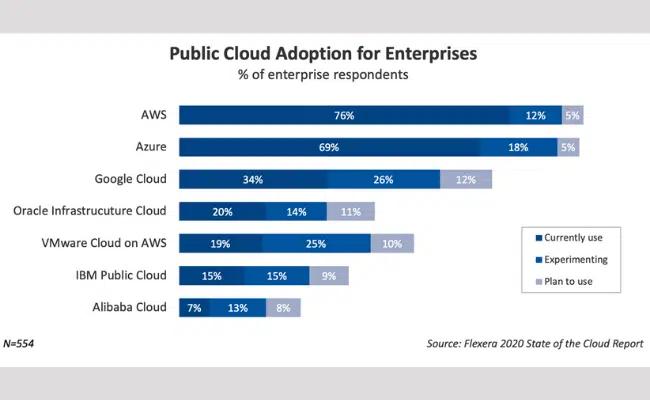 Public Cloud Adoption for Enterprises
% of enterprise respondents
AWS 76% 12% 5%
Azure 69% 18% 5%
Google Cloud 34% 26% 12%
Oracle Infrastrucuture Cloud 20% 14% 11%
VMware Cloud on AWS 19% 25% 10%
IBM Public Cloud 15% 15% 9%
Alibaba Cloud 7% 13% 8%
Currently use
Experimenting
Plan to use
N=554
Source: Flexera 2020 State of the Cloud Report